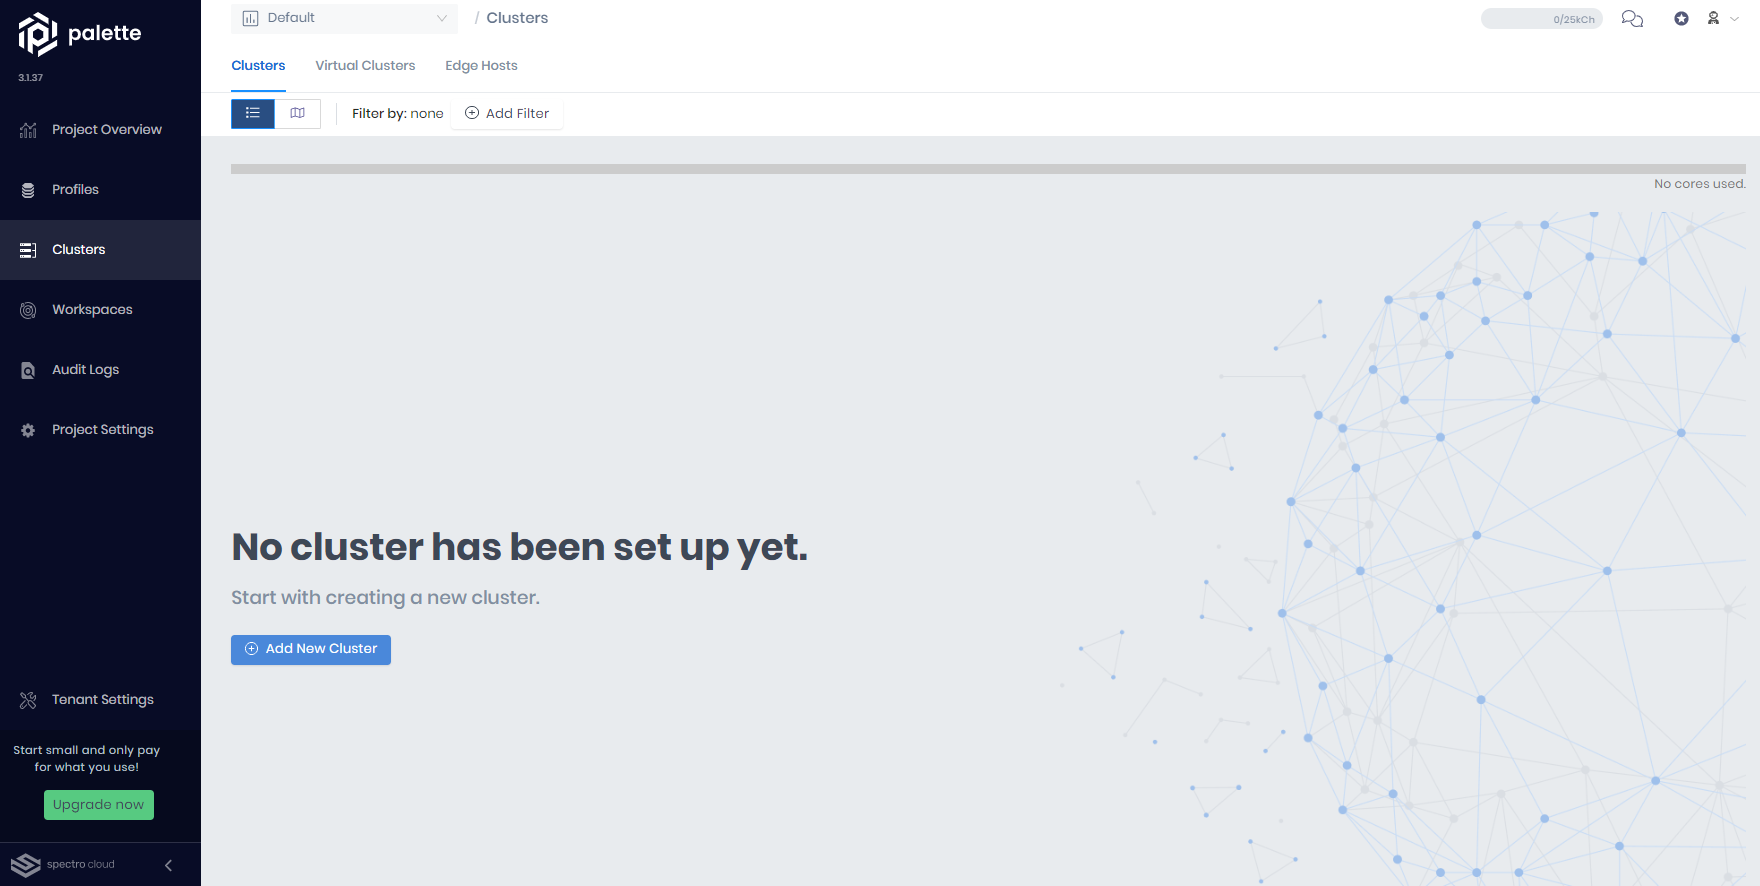 palette
3.1.37
Project Overview
Profiles
Clusters
Workspaces
Audit Logs
Project Settings
Tenant Settings
Start small and only pay
for what you use!
Upgrade now
spectro cloud
Default
/ Clusters
0/25kCh
Clusters
Virtual Clusters
Edge Hosts
Filter by: none
Add Filter
No cores used.
No cluster has been set up yet.
Start with creating a new cluster.
Add New Cluster